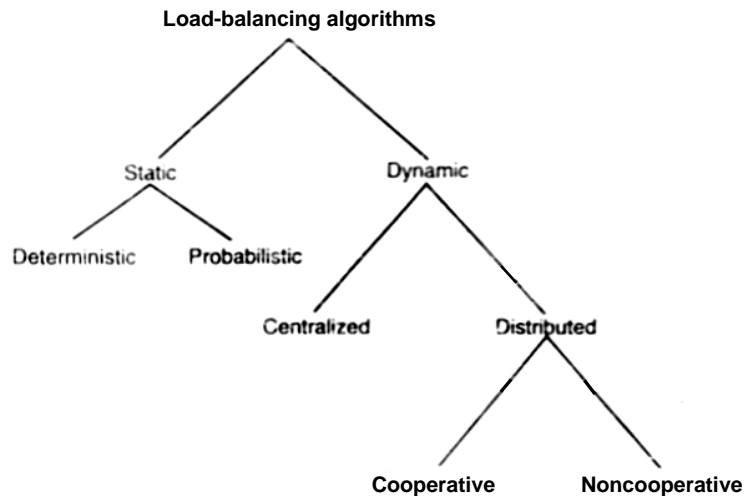 Load-balancing algorithms
Static
Dynamic
Deterministic
Probabilistic
Centralized
Distributed
Cooperative
Noncooperative